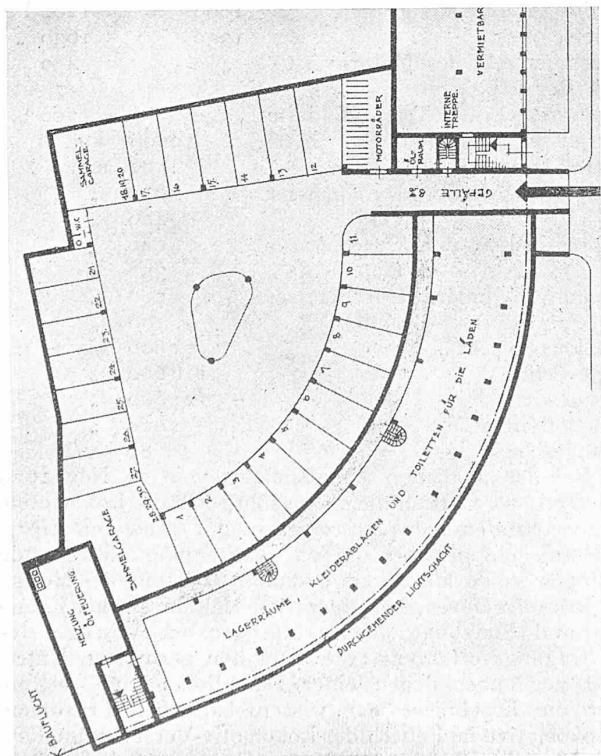 VERMIETBAR
INTERNE
TREPPE.
MOTORRÄDER
ÖL-
RAUM.
GEFÄLLE
SAMMEL-
GARAGE.
W.C.
18.19.20
17.
16
15.
14
13
12
11
10
9
8
7
6
5
4
3
2
1
21
22
23
24
25
26
27
28.29.30
SAMMELGARAGE
HEIZUNG
ÖLFEUERUNG
LAGERRÄUME, KLEIDERABLAGEN UND TOILETTEN FÜR DIE LÄDEN
DURCHGEHENDER LICHTSCHACHT
BAUFLUCHT